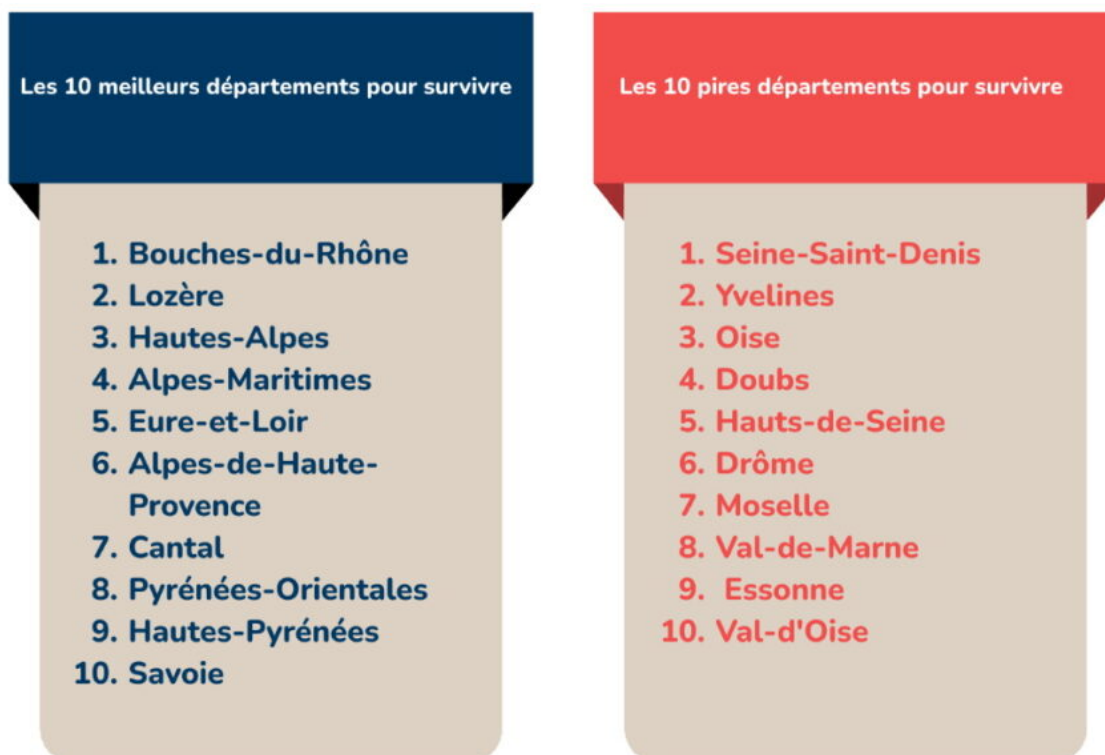 Les 10 meilleurs départements pour survivre
1. Bouches-du-Rhône
2. Lozère
3. Hautes-Alpes
4. Alpes-Maritimes
5. Eure-et-Loir
6. Alpes-de-Haute-
Provence
7. Cantal
8. Pyrénées-Orientales
9. Hautes-Pyrénées
10. Savoie
Les 10 pires départements pour survivre
1. Seine-Saint-Denis
2. Yvelines
3. Oise
4. Doubs
5. Hauts-de-Seine
6. Drôme
7. Moselle
8. Val-de-Marne
9. Essonne
10. Val-d'Oise